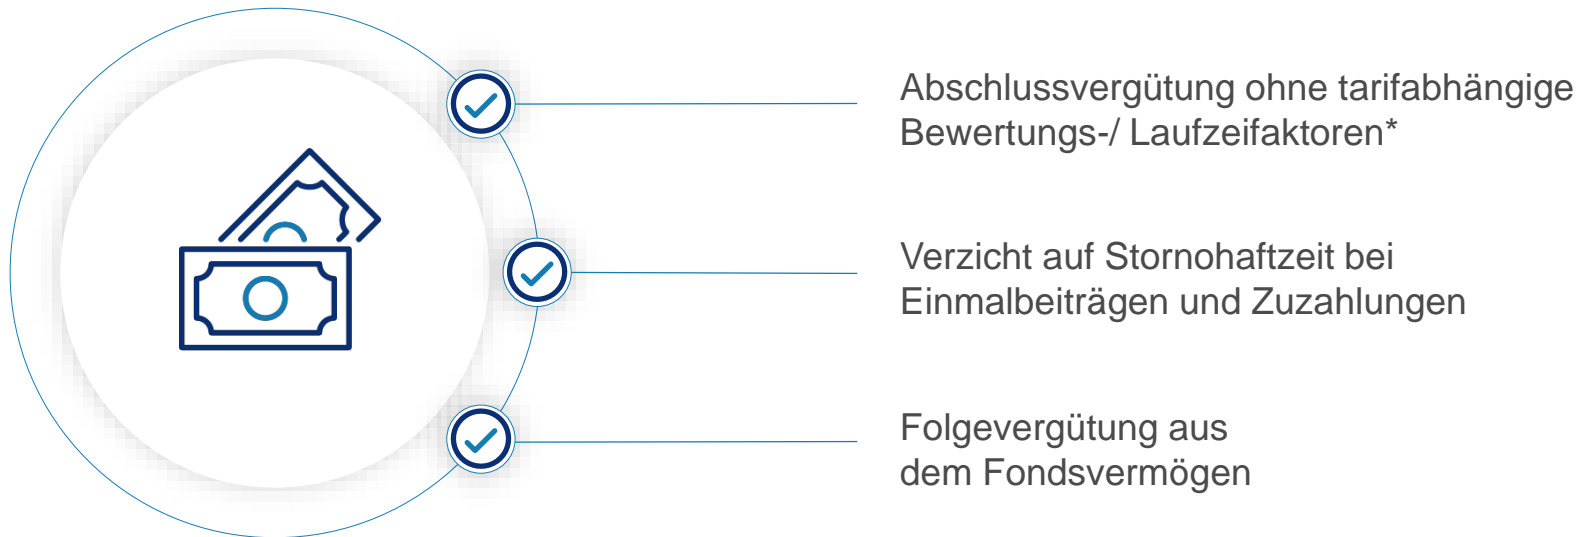 Abschlussvergütung ohne tarifabhängige
Bewertungs-/ Laufzeifaktoren*
Verzicht auf Stornohaftzeit bei
Einmalbeiträgen und Zuzahlungen
Folgevergütung aus
dem Fondsvermögen